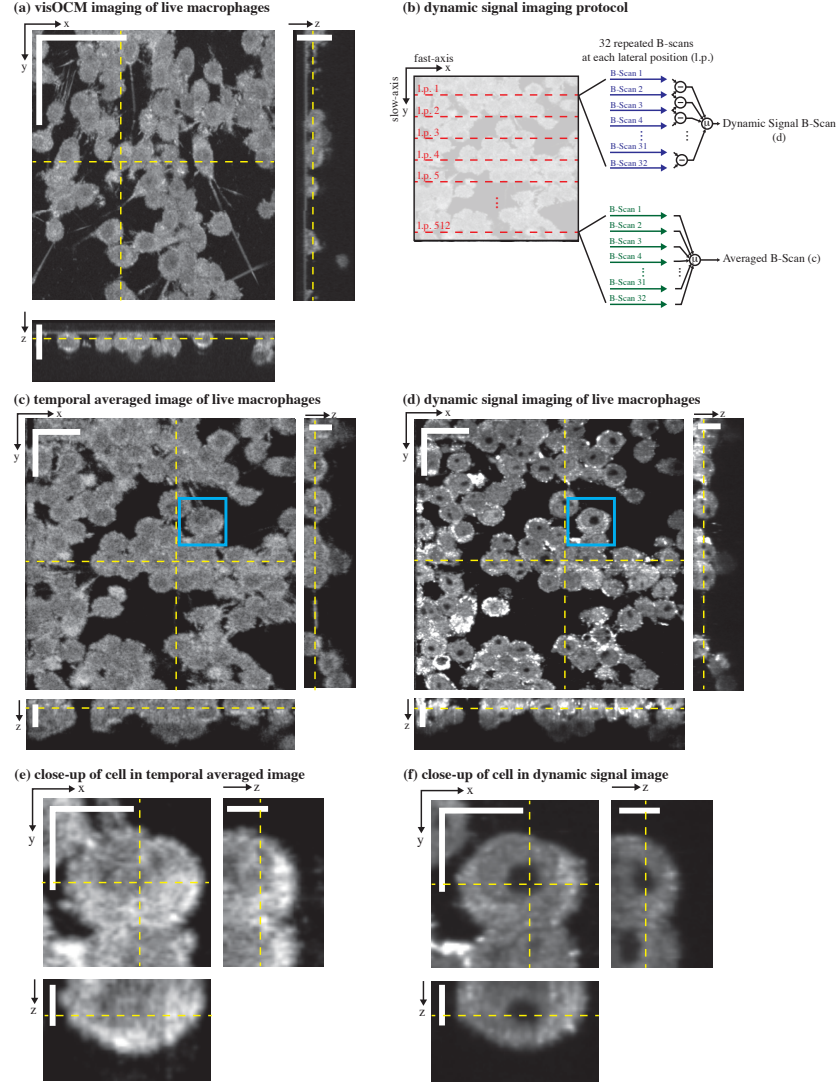 (a) visOCM imaging of live macrophages
x
y
z
z
(b) dynamic signal imaging protocol
fast-axis
x
slow-axis
y
l.p. 1
l.p. 2
l.p. 3
l.p. 4
l.p. 5
⋮
l.p. 512
32 repeated B-scans
at each lateral position (l.p.)
B-Scan 1
B-Scan 2
B-Scan 3
B-Scan 4
⋮ ⋮
B-Scan 31
B-Scan 32
−
−
−
−
u
Dynamic Signal B-Scan
(d)
B-Scan 1
B-Scan 2
B-Scan 3
B-Scan 4
⋮ ⋮
B-Scan 31
B-Scan 32
u
Averaged B-Scan (c)
(c) temporal averaged image of live macrophages
x
y
z
z
(d) dynamic signal imaging of live macrophages
x
y
z
z
(e) close-up of cell in temporal averaged image
x
y
z
z
(f) close-up of cell in dynamic signal image
x
y
z
z